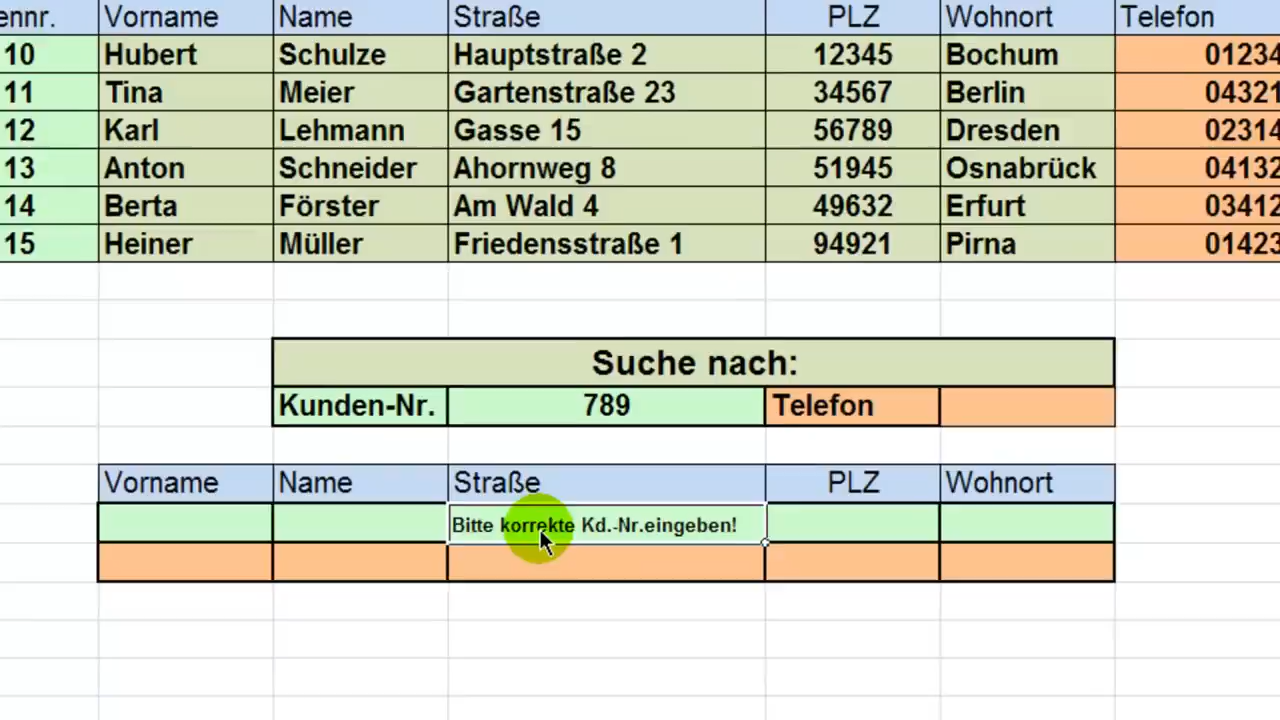 ennr. Vorname Name Straße PLZ Wohnort Telefon
10 Hubert Schulze Hauptstraße 2 12345 Bochum 01234
11 Tina Meier Gartenstraße 23 34567 Berlin 04321
12 Karl Lehmann Gasse 15 56789 Dresden 02314
13 Anton Schneider Ahornweg 8 51945 Osnabrück 04132
14 Berta Förster Am Wald 4 49632 Erfurt 03412
15 Heiner Müller Friedensstraße 1 94921 Pirna 01423
Suche nach:
Kunden-Nr. 789 Telefon
Vorname Name Straße PLZ Wohnort
Bitte korrekte Kd.-Nr.eingeben!